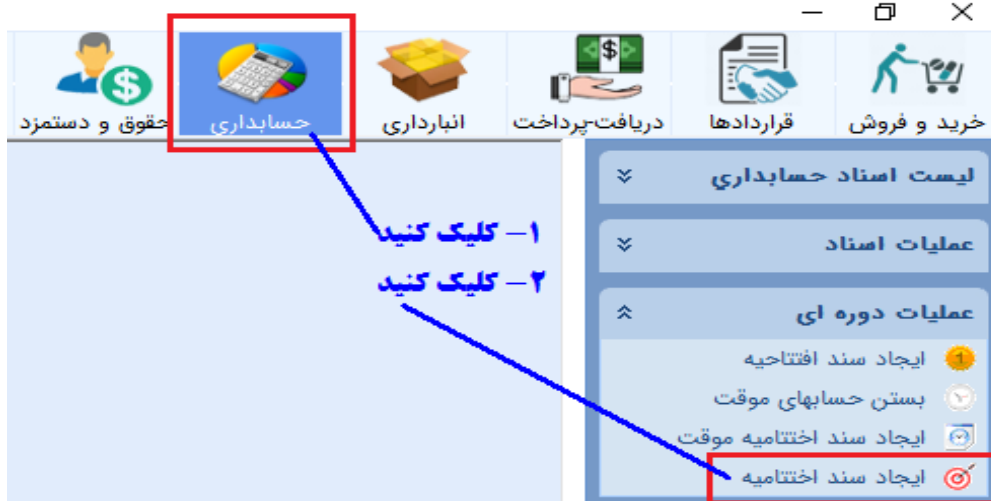 خرید و فروش
قراردادها
دریافت-پرداخت
انبارداری
حسابداری
حقوق و دستمزد
لیست اسناد حسابداری
عملیات اسناد
عملیات دوره ای
ایجاد سند افتتاحیه
بستن حسابهای موقت
ایجاد سند اختتامیه موقت
ایجاد سند اختتامیه
۱- کلیک کنید
۲- کلیک کنید